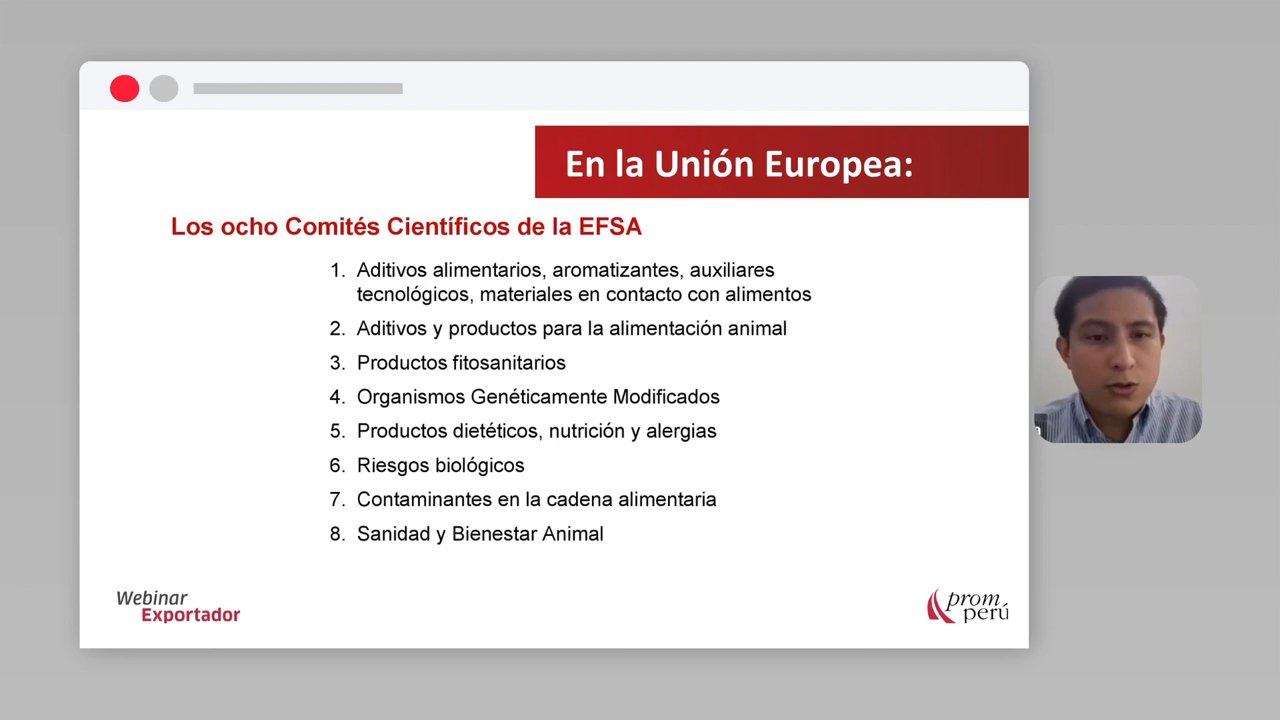 En la Unión Europea:
Los ocho Comités Científicos de la EFSA
1. Aditivos alimentarios, aromatizantes, auxiliares
tecnológicos, materiales en contacto con alimentos
2. Aditivos y productos para la alimentación animal
3. Productos fitosanitarios
4. Organismos Genéticamente Modificados
5. Productos dietéticos, nutrición y alergias
6. Riesgos biológicos
7. Contaminantes en la cadena alimentaria
8. Sanidad y Bienestar Animal
Webinar
Exportador
prom
perú